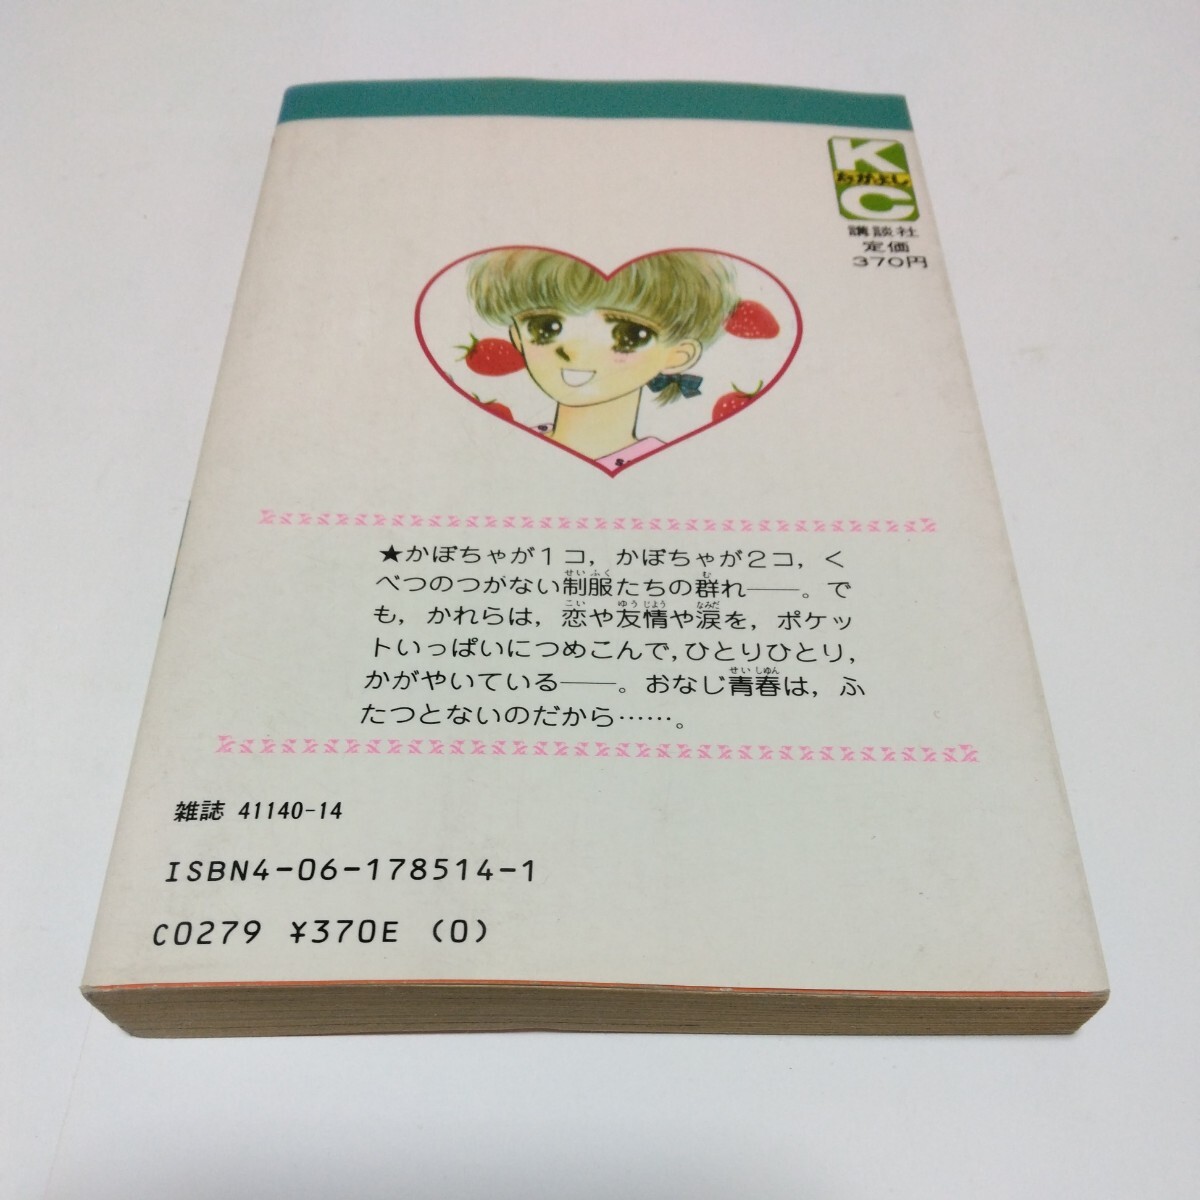 K
なかよし
C
講談社
定価
370円
★かぼちゃが1コ，かぼちゃが2コ，く
べつのつがない制服たちの群れ——。で
も，かれらは，恋や友情や涙を，ポケッ
トいっぱいにつめこんで，ひとりひとり，
かがやいている——。おなじ青春は，ふ
たつとないのだから……。
雑誌 41140-14
ISBN4-06-178514-1
C0279 ¥370E (0)